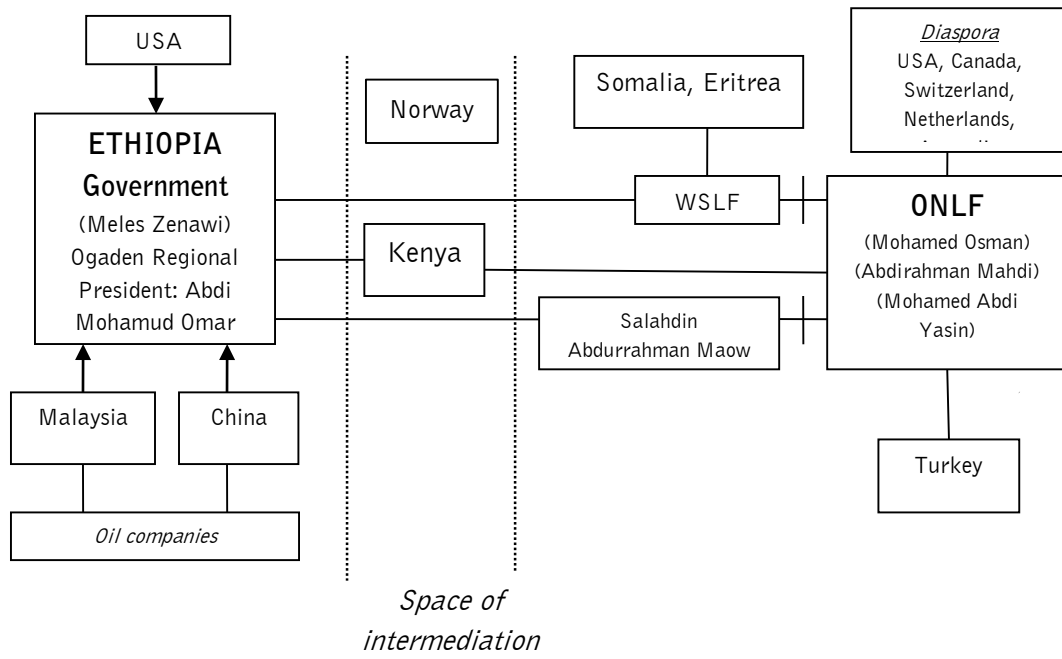 USA
ETHIOPIA
Government
(Meles Zenawi)
Ogaden Regional
President: Abdi
Mohamud Omar
Malaysia
China
Oil companies
Norway
Kenya
Space of
intermediation
Somalia, Eritrea
WSLF
Salahdin
Abdurrahman Maow
Diaspora
USA, Canada,
Switzerland,
Netherlands,
ONLF
(Mohamed Osman)
(Abdirahman Mahdi)
(Mohamed Abdi
Yasin)
Turkey